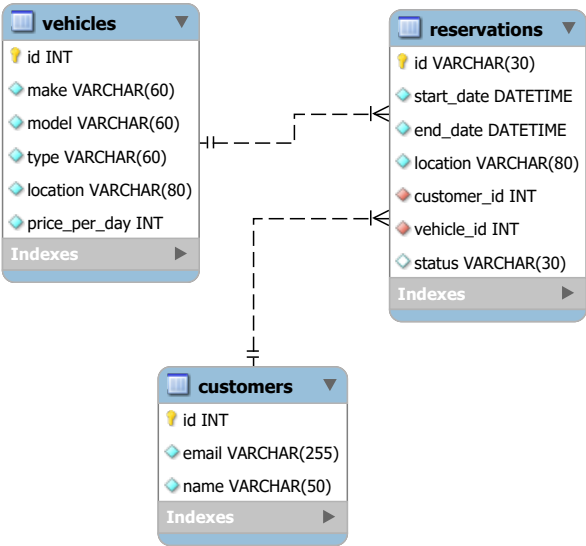 vehicles
id INT
make VARCHAR(60)
model VARCHAR(60)
type VARCHAR(60)
location VARCHAR(80)
price_per_day INT
Indexes
reservations
id VARCHAR(30)
start_date DATETIME
end_date DATETIME
location VARCHAR(80)
customer_id INT
vehicle_id INT
status VARCHAR(30)
Indexes
customers
id INT
email VARCHAR(255)
name VARCHAR(50)
Indexes